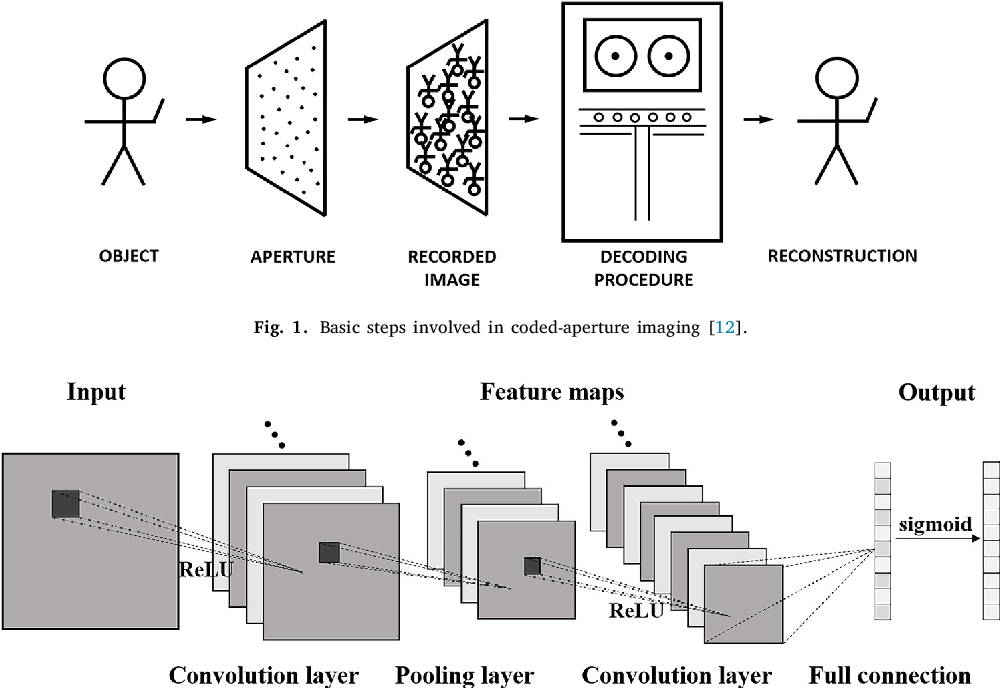 OBJECT
APERTURE
RECORDED
IMAGE
DECODING
PROCEDURE
RECONSTRUCTION
Fig. 1. Basic steps involved in coded-aperture imaging [12].
Input
Feature maps
Output
ReLU
ReLU
sigmoid
Convolution layer
Pooling layer
Convolution layer
Full connection